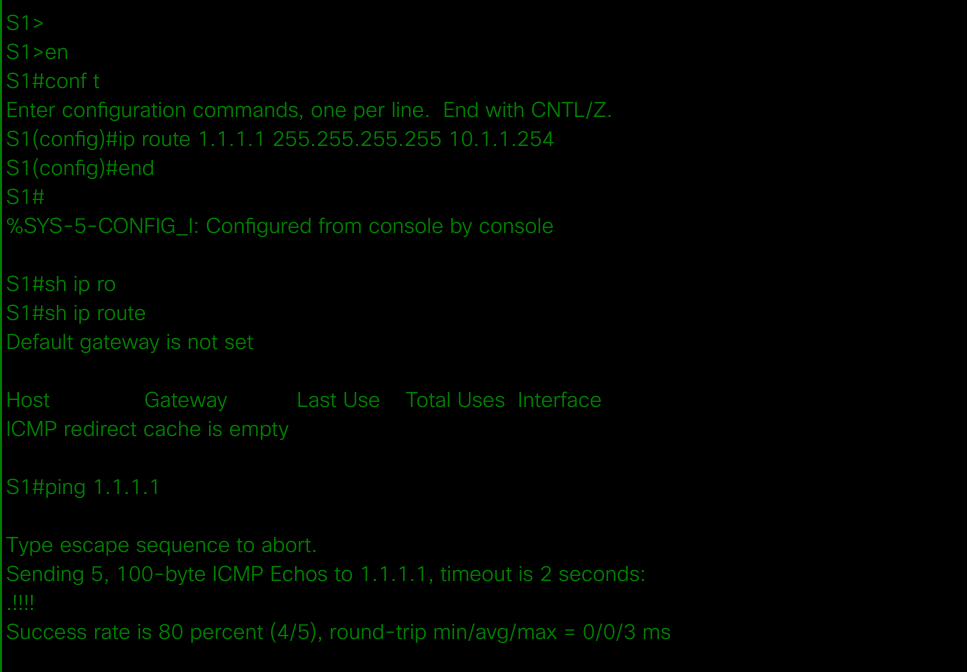 S1>
S1>en
S1#conf t
Enter configuration commands, one per line.  End with CNTL/Z.
S1(config)#ip route 1.1.1.1 255.255.255.255 10.1.1.254
S1(config)#end
S1#
%SYS-5-CONFIG_I: Configured from console by console
S1#sh ip ro
S1#sh ip route
Default gateway is not set
Host               Gateway           Last Use    Total Uses  Interface
ICMP redirect cache is empty
S1#ping 1.1.1.1
Type escape sequence to abort.
Sending 5, 100-byte ICMP Echos to 1.1.1.1, timeout is 2 seconds:
.!!!!
Success rate is 80 percent (4/5), round-trip min/avg/max = 0/0/3 ms